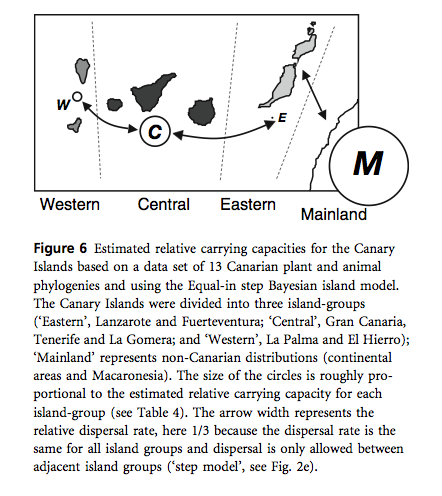 W
C
E
M
Western Central Eastern Mainland
Figure 6 Estimated relative carrying capacities for the Canary
Islands based on a data set of 13 Canarian plant and animal
phylogenies and using the Equal-in step Bayesian island model.
The Canary Islands were divided into three island-groups
(‘Eastern’, Lanzarote and Fuerteventura; ‘Central’, Gran Canaria,
Tenerife and La Gomera; and ‘Western’, La Palma and El Hierro);
‘Mainland’ represents non-Canarian distributions (continental
areas and Macaronesia). The size of the circles is roughly pro-
portional to the estimated relative carrying capacity for each
island-group (see Table 4). The arrow width represents the
relative dispersal rate, here 1/3 because the dispersal rate is the
same for all island groups and dispersal is only allowed between
adjacent island groups (‘step model’, see Fig. 2e).